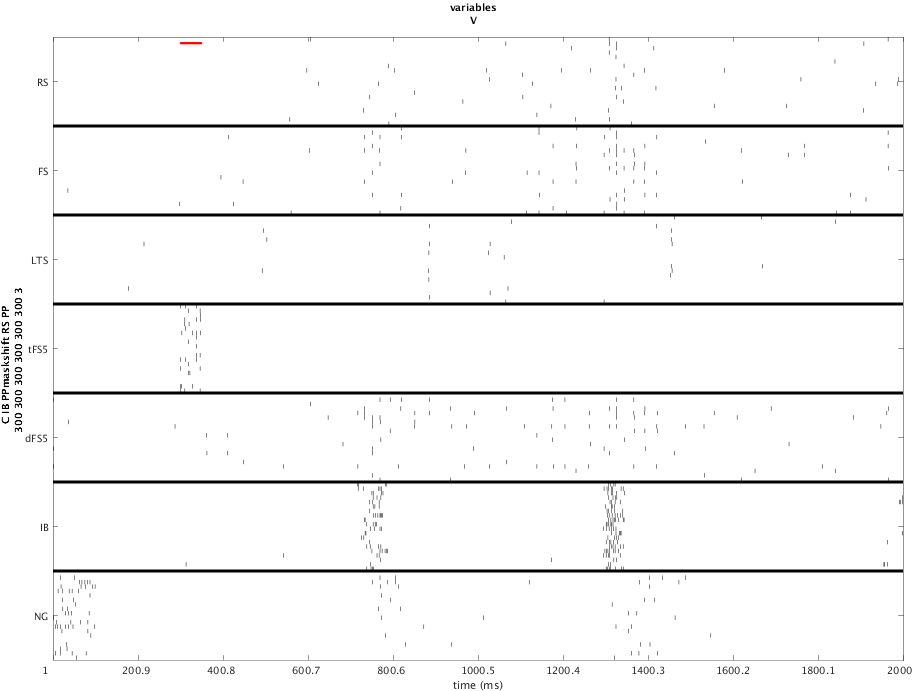 variables
V
RS
FS
LTS
tFS5
dFS5
IB
NG
C IB PPmaskshift RS PP
300 300 300 300 300 300 3
1 200.9 400.8 600.7 800.6 1000.5 1200.4 1400.3 1600.2 1800.1 2000
time (ms)